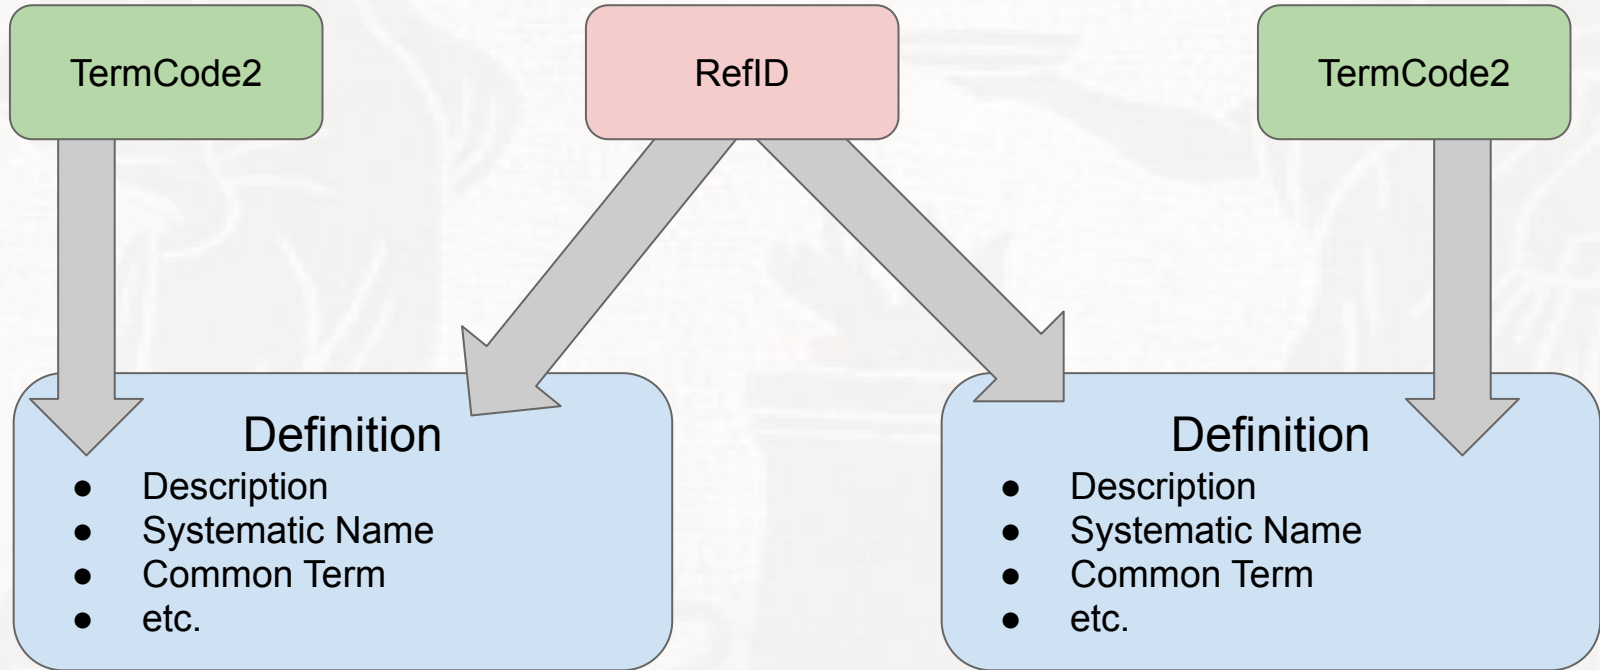 TermCode2
RefID
TermCode2
Definition
● Description
● Systematic Name
● Common Term
● etc.
Definition
● Description
● Systematic Name
● Common Term
● etc.